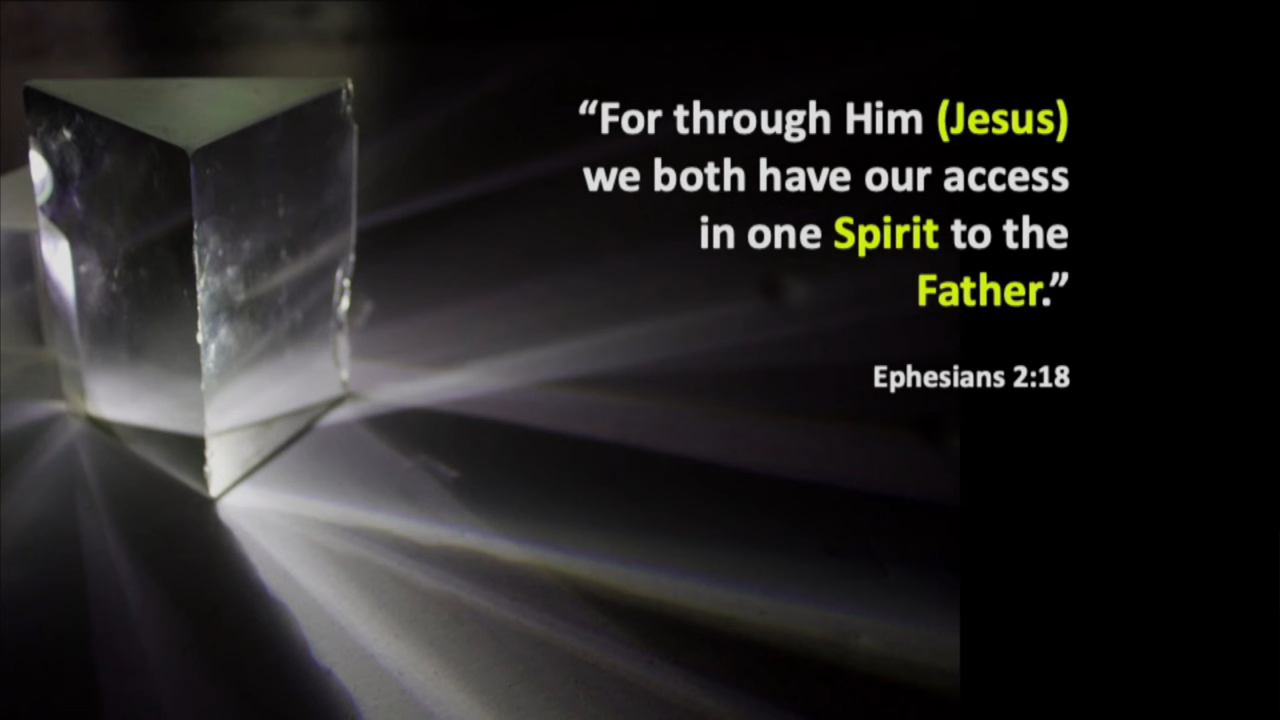 “For through Him (Jesus)
we both have our access
in one Spirit to the
Father.”
Ephesians 2:18